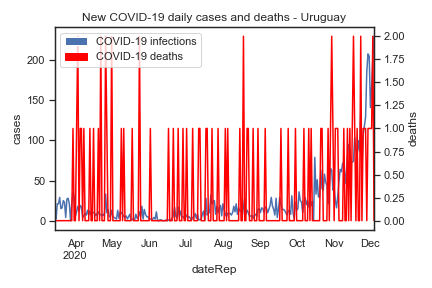 New COVID-19 daily cases and deaths - Uruguay
COVID-19 infections
COVID-19 deaths
200
150
100
50
0
cases
2.00
1.75
1.50
1.25
1.00
0.75
0.50
0.25
0.00
deaths
Apr May Jun Jul Aug Sep Oct Nov Dec
2020
dateRep